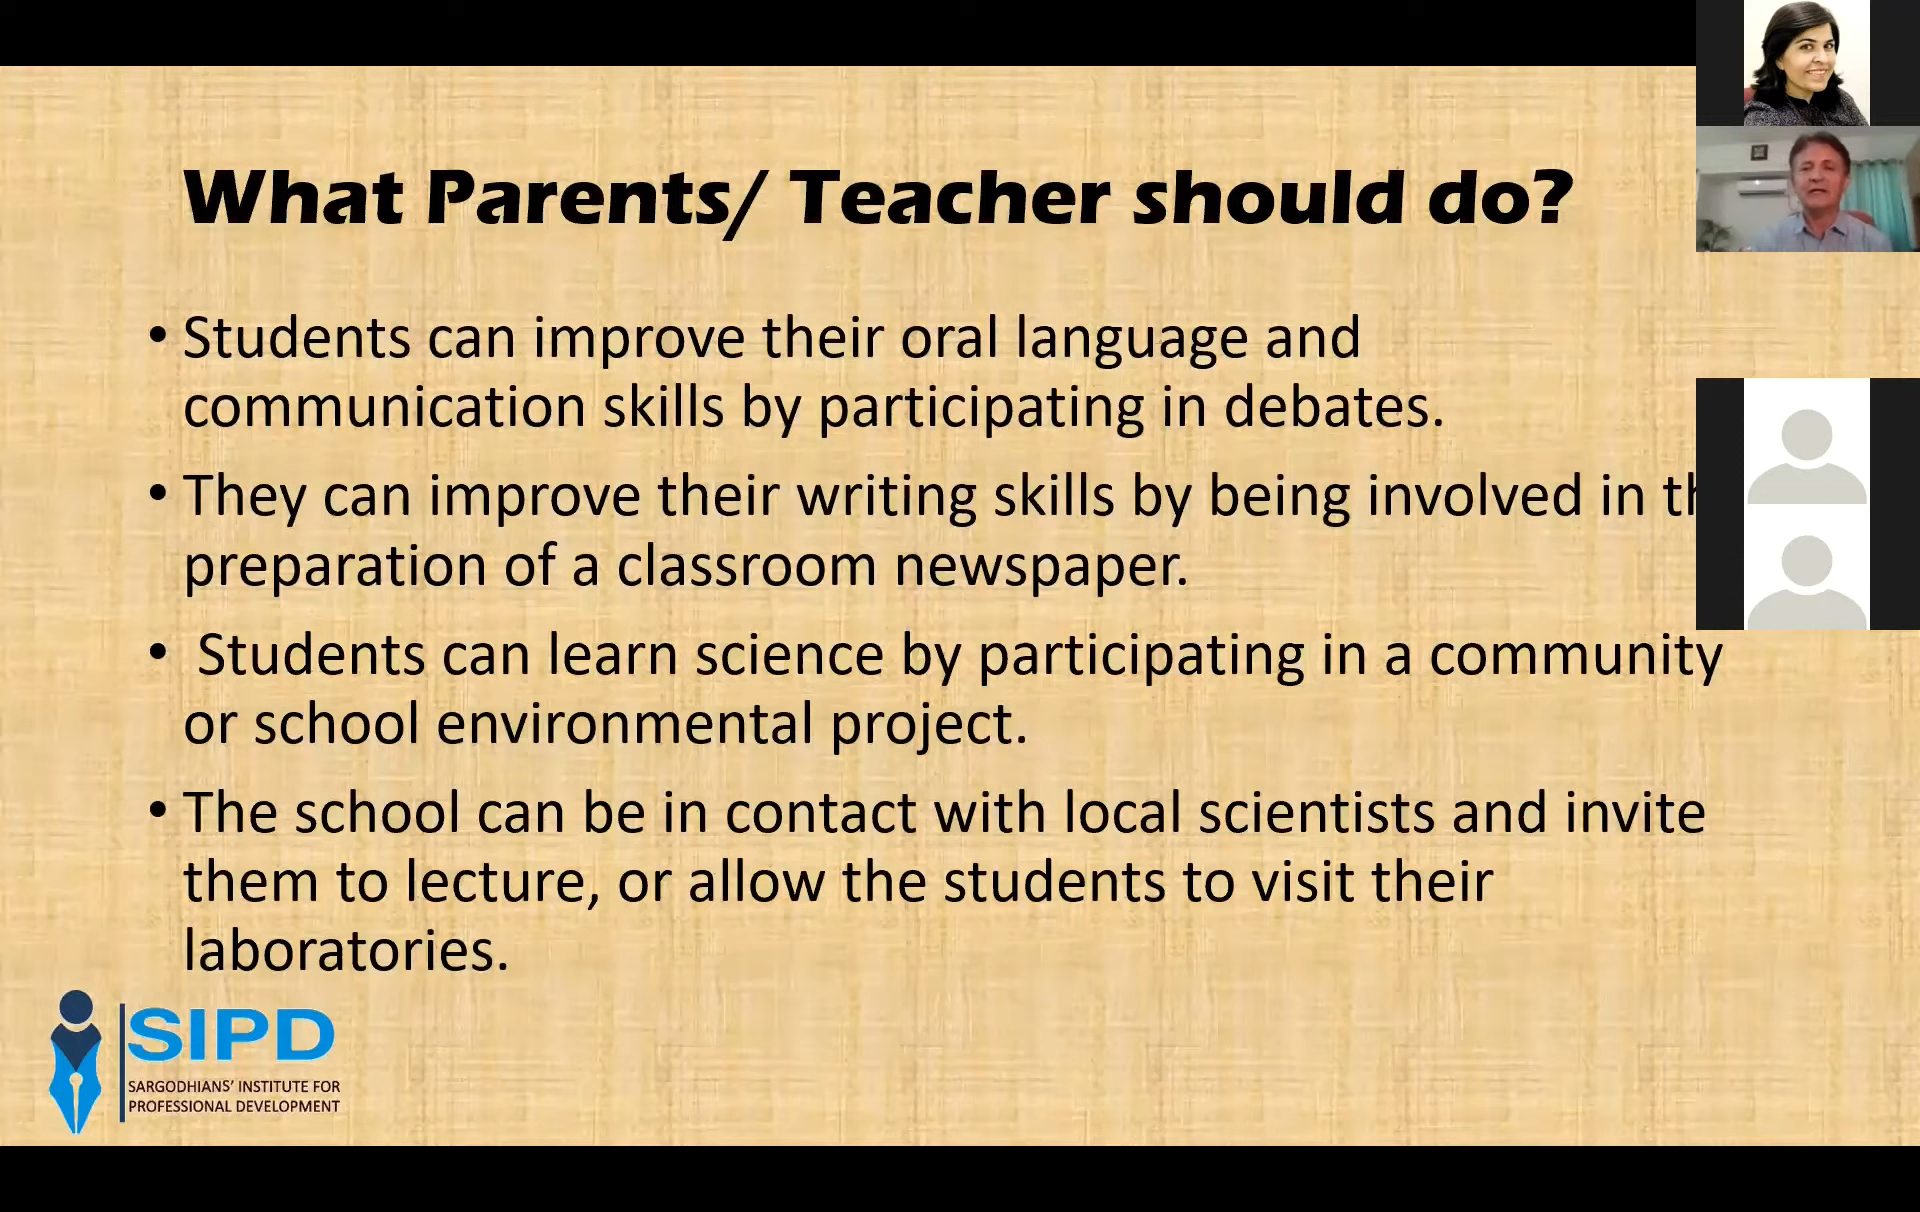 What Parents/ Teacher should do?
• Students can improve their oral language and
communication skills by participating in debates.
• They can improve their writing skills by being involved in
preparation of a classroom newspaper.
• Students can learn science by participating in a community
or school environmental project.
• The school can be in contact with local scientists and invite
them to lecture, or allow the students to visit their
laboratories.
SIPD
SARGODHIANS' INSTITUTE FOR
PROFESSIONAL DEVELOPMENT